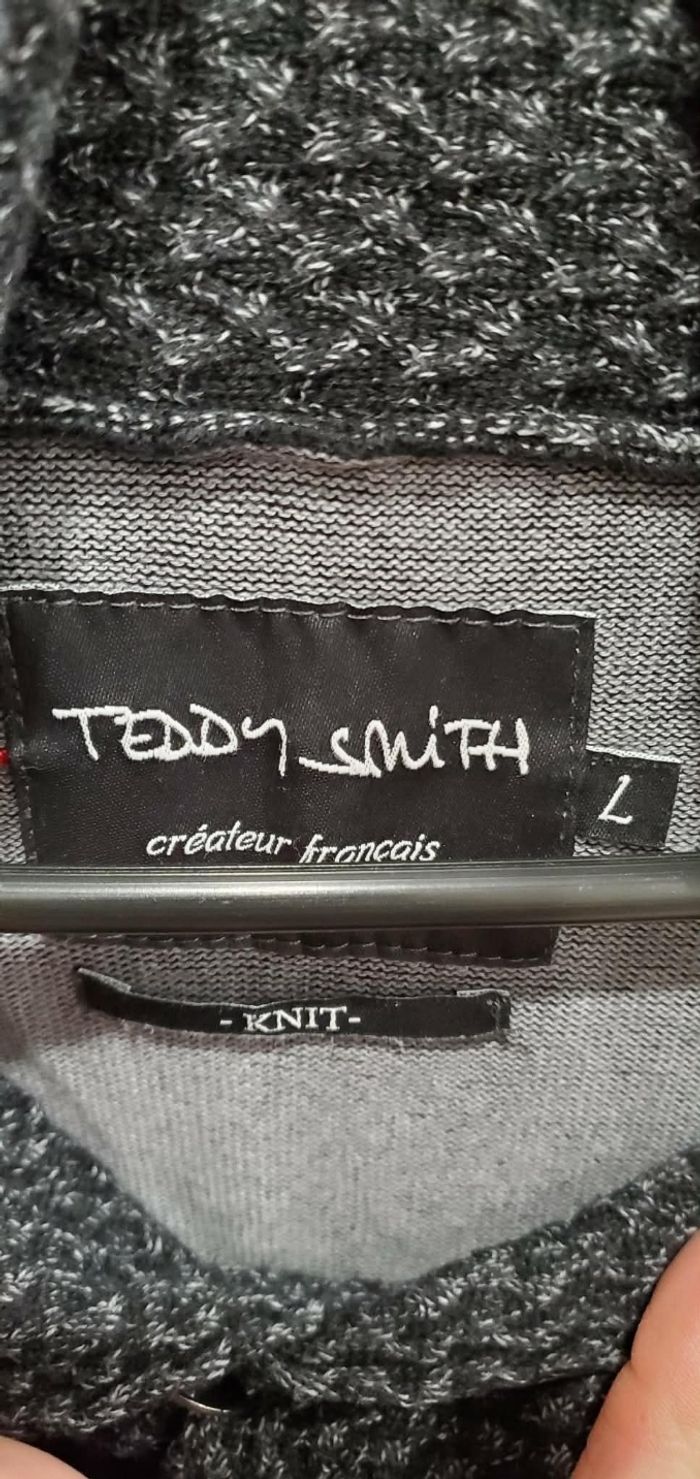 TEDDY SMiTH
L
créateur français
- KNIT -